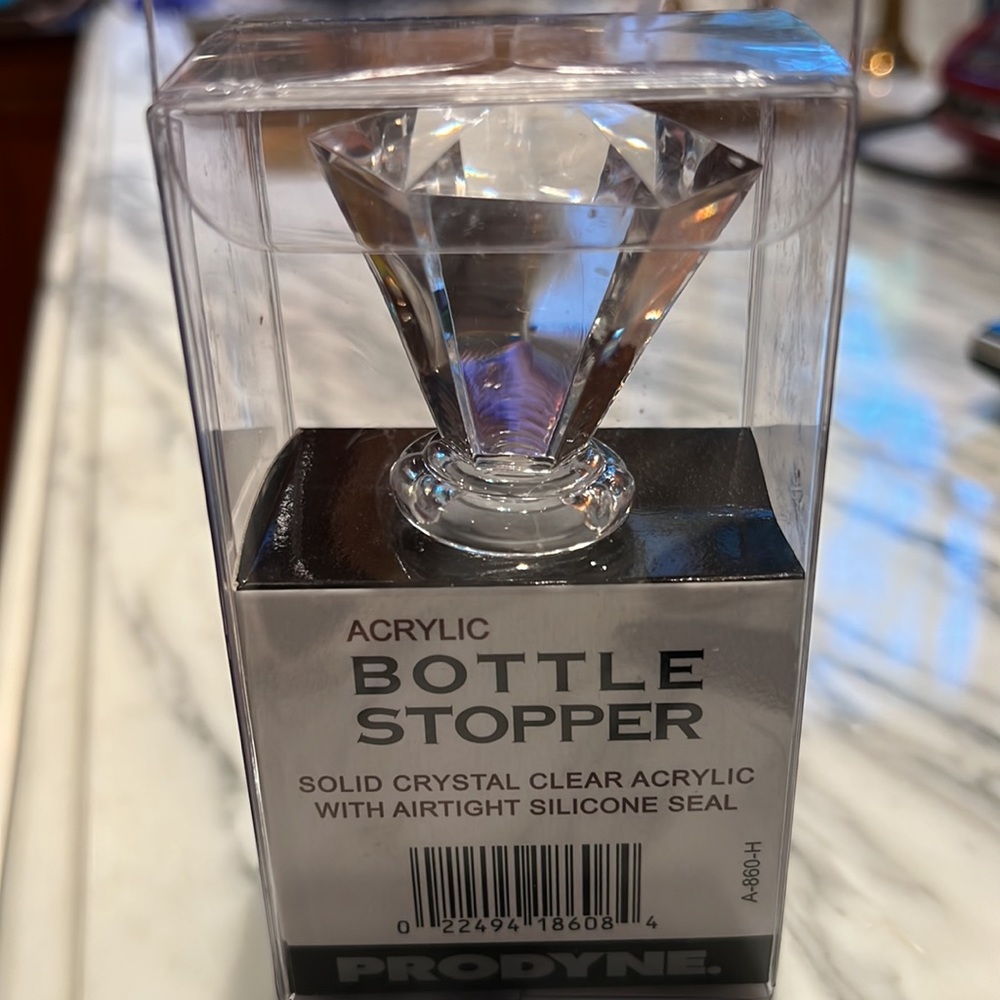 ACRYLIC
BOTTLE
STOPPER
SOLID CRYSTAL CLEAR ACRYLIC
WITH AIRTIGHT SILICONE SEAL
A-860-H
0 22494 18608 4
PRODYNE.